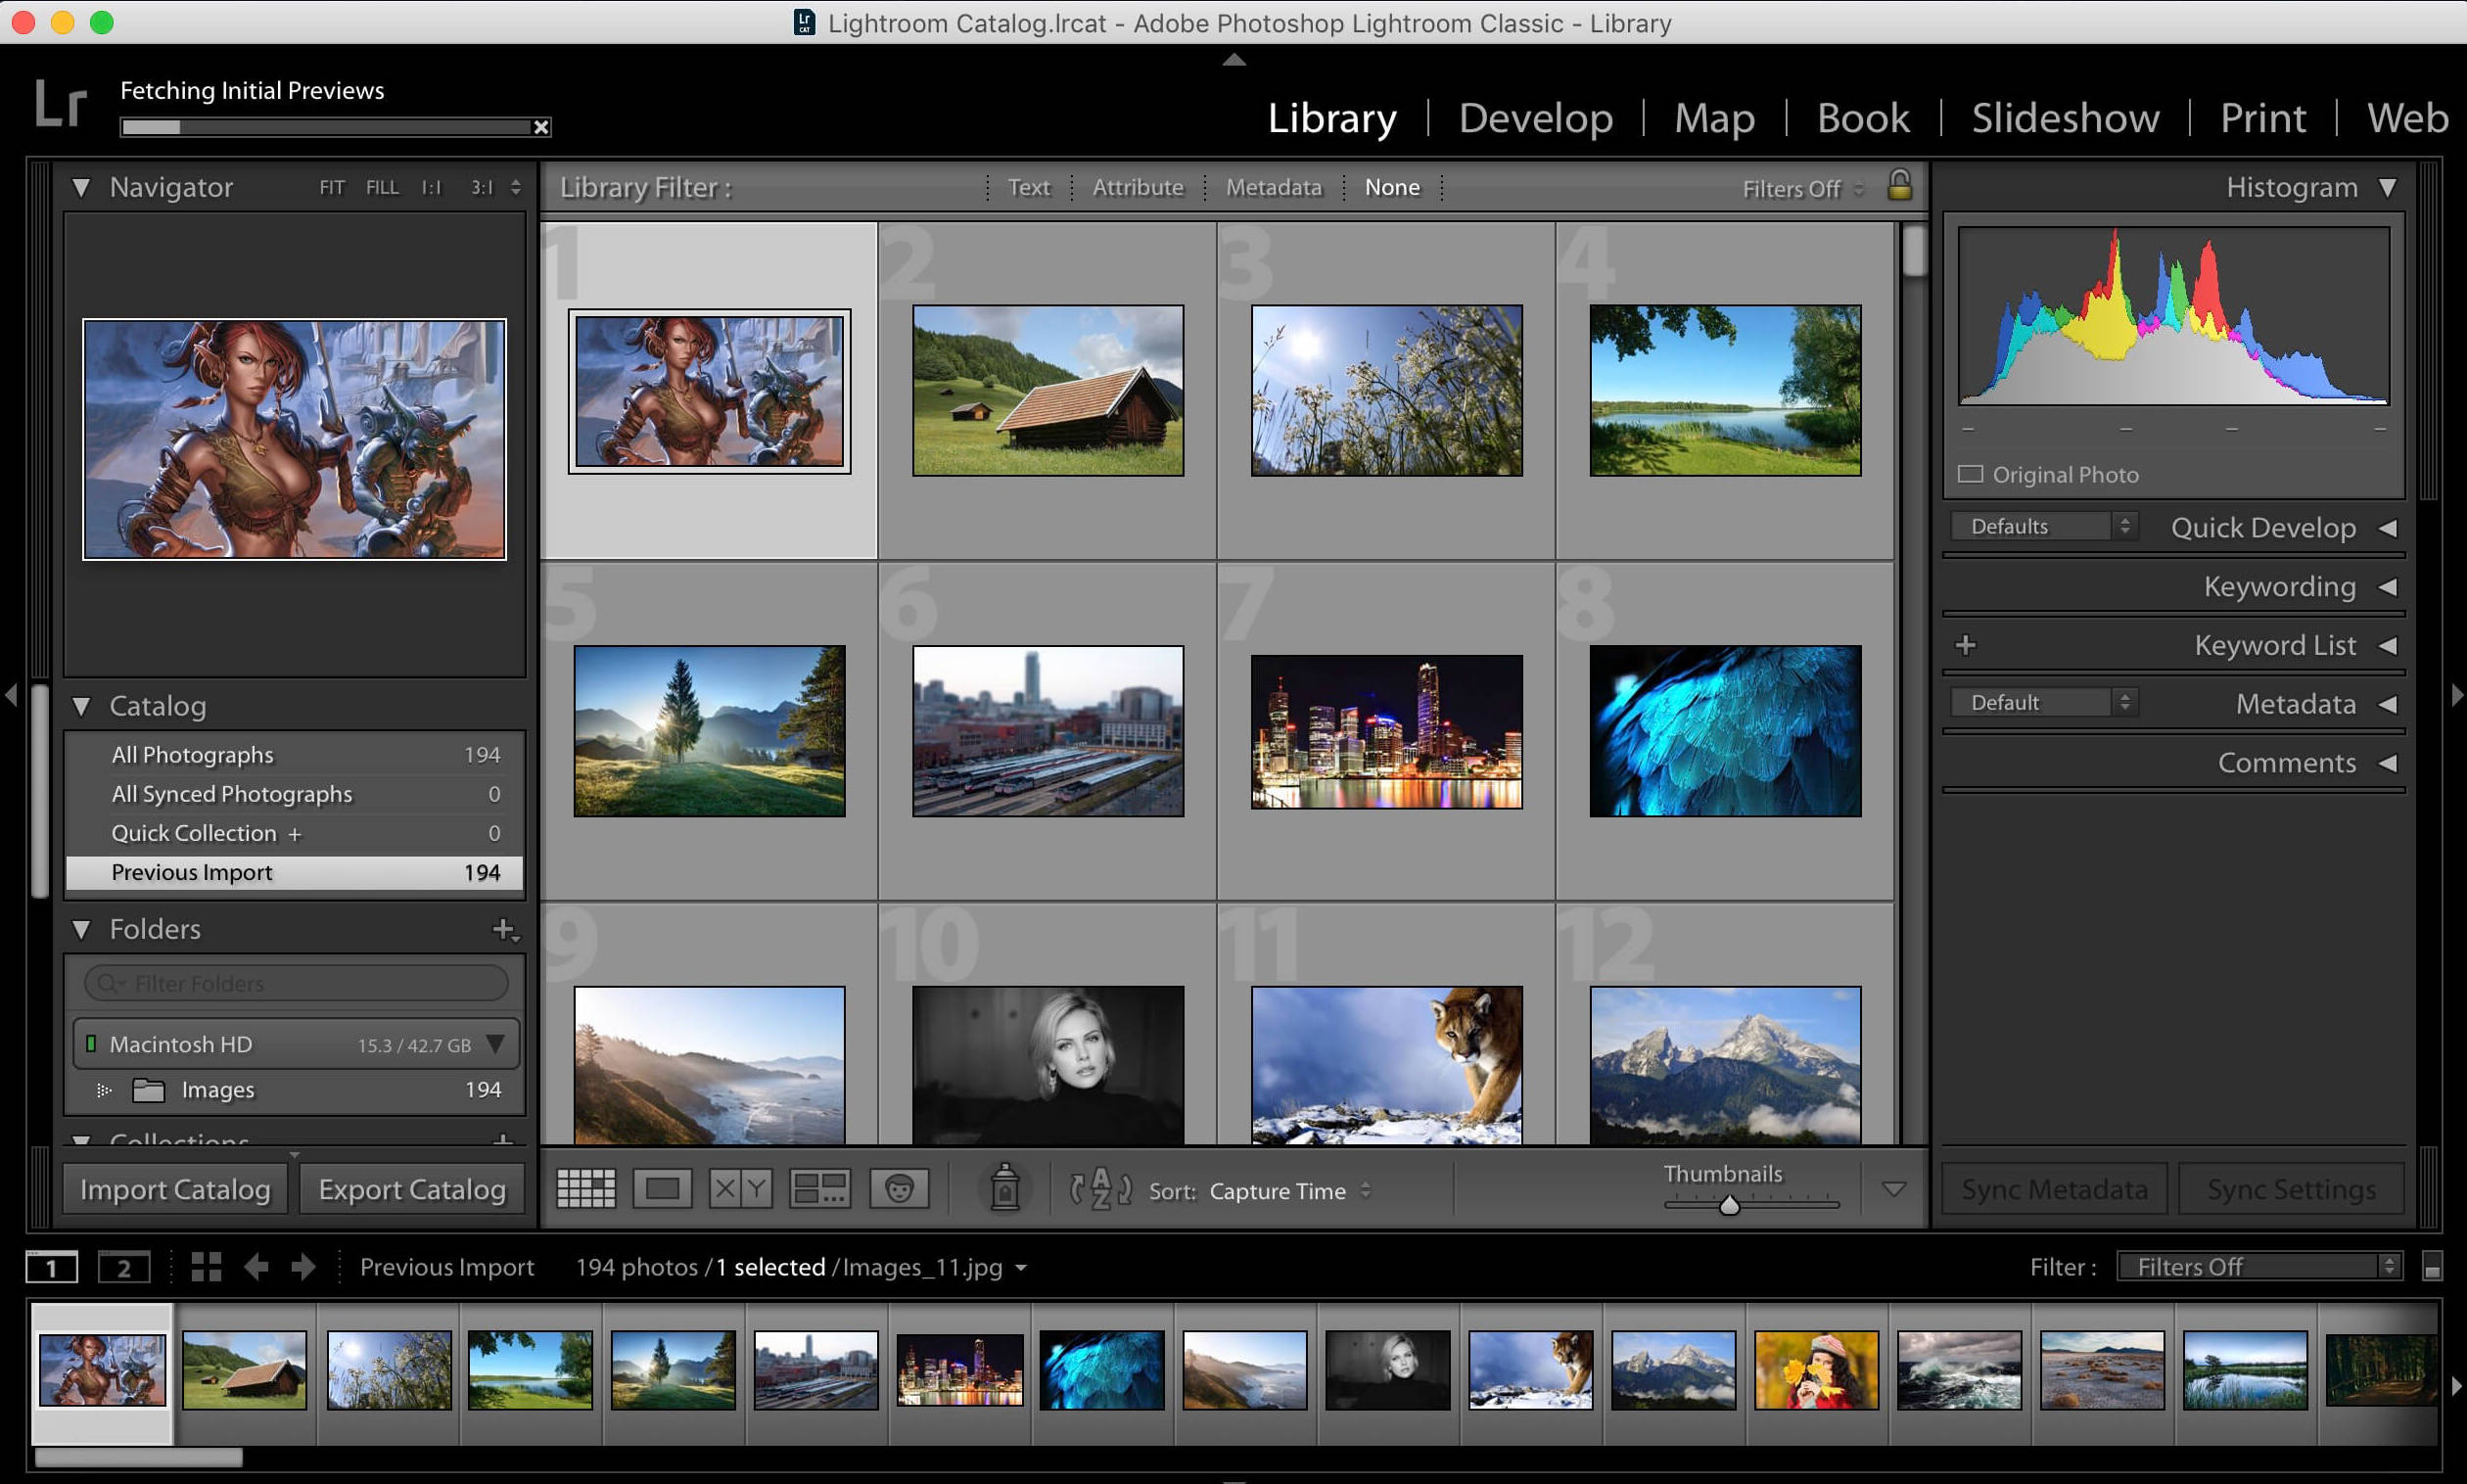 Lightroom Catalog.lrcat - Adobe Photoshop Lightroom Classic - Library
Lr
Fetching Initial Previews
Library | Develop | Map | Book | Slideshow | Print | Web
Navigator FIT FILL 1:1 3:1
Library Filter : Text Attribute Metadata None Filters Off
Histogram
1 2 3 4
Original Photo
Defaults Quick Develop
5 6 7 8
Keywording
Keyword List
Default Metadata
Comments
Catalog
All Photographs 194
All Synced Photographs 0
Quick Collection + 0
Previous Import 194
9 10 11 12
Folders
Filter Folders
Macintosh HD 15.3 / 42.7 GB
Images 194
Collections
Import Catalog Export Catalog
XY
AZ
Sort: Capture Time
Thumbnails
Sync Metadata Sync Settings
1 2 Previous Import 194 photos / 1 selected / Images_11.jpg
Filter : Filters Off